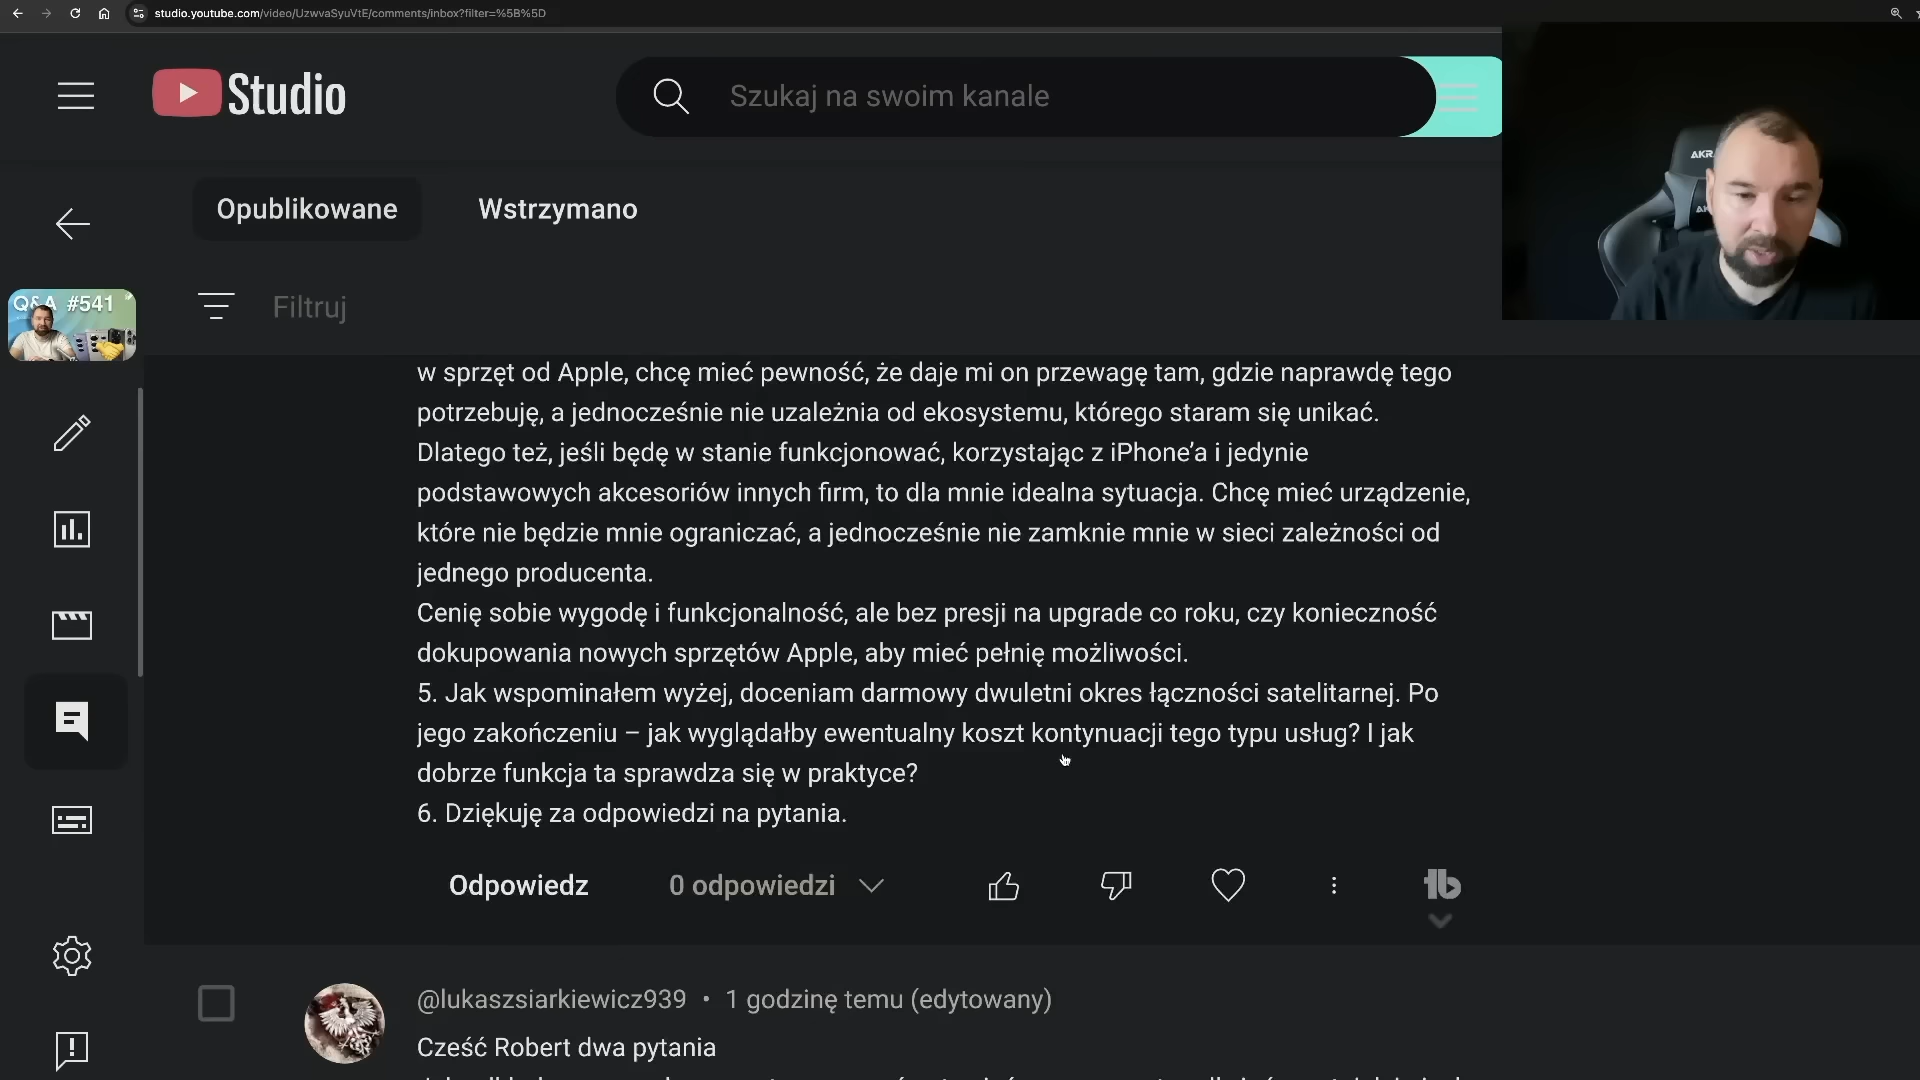 studio.youtube.com/video/UzwvaSyuVtE/comments/inbox?filter=%5B%5D
Studio
Szukaj na swoim kanale
Opublikowane
Wstrzymano
Q&A #541
Filtruj
w sprzęt od Apple, chcę mieć pewność, że daje mi on przewagę tam, gdzie naprawdę tego
potrzebuję, a jednocześnie nie uzależnia od ekosystemu, którego staram się unikać.
Dlatego też, jeśli będę w stanie funkcjonować, korzystając z iPhone’a i jedynie
podstawowych akcesoriów innych firm, to dla mnie idealna sytuacja. Chcę mieć urządzenie,
które nie będzie mnie ograniczać, a jednocześnie nie zamknie mnie w sieci zależności od
jednego producenta.
Cenię sobie wygodę i funkcjonalność, ale bez presji na upgrade co roku, czy konieczność
dokupowania nowych sprzętów Apple, aby mieć pełnię możliwości.
5. Jak wspominałem wyżej, doceniam darmowy dwuletni okres łączności satelitarnej. Po
jego zakończeniu – jak wyglądałby ewentualny koszt kontynuacji tego typu usług? I jak
dobrze funkcja ta sprawdza się w praktyce?
6. Dziękuję za odpowiedzi na pytania.
Odpowiedz
0 odpowiedzi
@lukaszsiarkiewicz939 • 1 godzinę temu (edytowany)
Cześć Robert dwa pytania